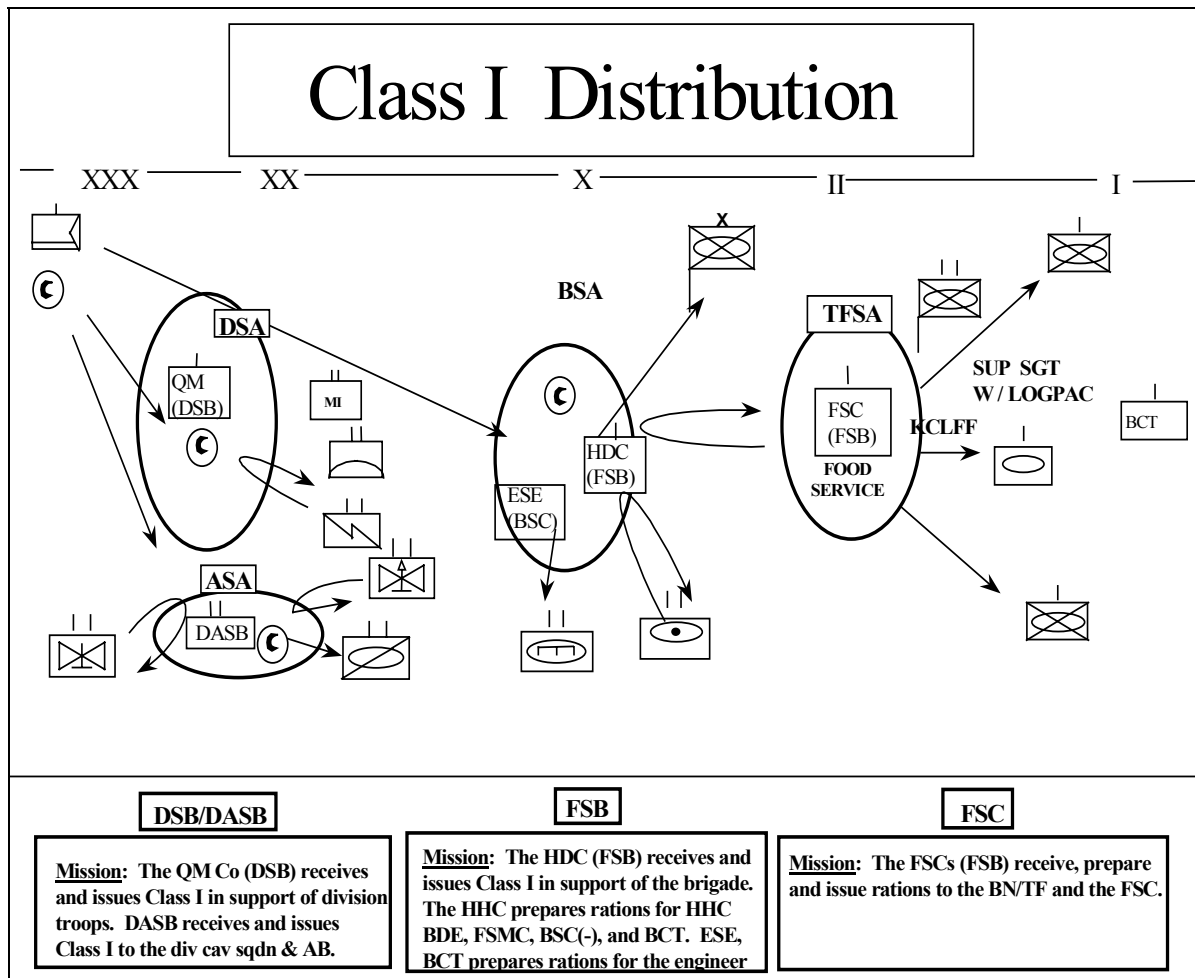 Class I Distribution
XXX XX X II I
X
BSA
DSA
TFSA
QM
(DSB)
MI
SUP SGT
W / LOGPAC
FSC
(FSB)
KCLFF
BCT
HDC
(FSB)
FOOD
SERVICE
ESE
(BSC)
ASA
DASB
DSB/DASB
Mission: The QM Co (DSB) receives
and issues Class I in support of division
troops. DASB receives and issues
Class I to the div cav sqdn & AB.
FSB
Mission: The HDC (FSB) receives and
issues Class I in support of the brigade.
The HHC prepares rations for HHC
BDE, FSMC, BSC(-), and BCT. ESE,
BCT prepares rations for the engineer
FSC
Mission: The FSCs (FSB) receive, prepare
and issue rations to the BN/TF and the FSC.